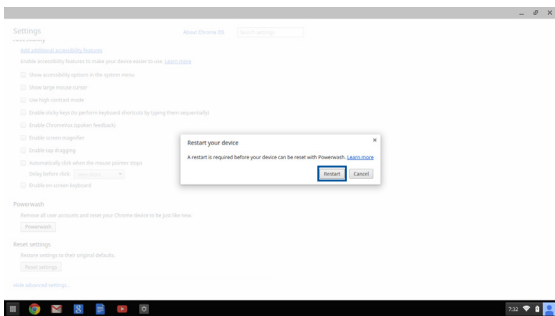 Settings
About Chrome OS
Search settings
Add additional accessibility features
Enable accessibility features to make your device easier to use. Learn more
Show accessibility options in the system menu
Show large mouse cursor
Use high contrast mode
Enable sticky keys (to perform keyboard shortcuts by typing them sequentially)
Enable ChromeVox (spoken feedback)
Enable screen magnifier
Enable tap dragging
Automatically click when the mouse pointer stops
Delay before click:
Enable on-screen keyboard
Restart your device
A restart is required before your device can be reset with Powerwash. Learn more
Restart Cancel
Powerwash
Remove all user accounts and reset your Chrome device to be just like new.
Powerwash
Reset settings
Restore settings to their original defaults.
Reset settings
Hide advanced settings...
7:32